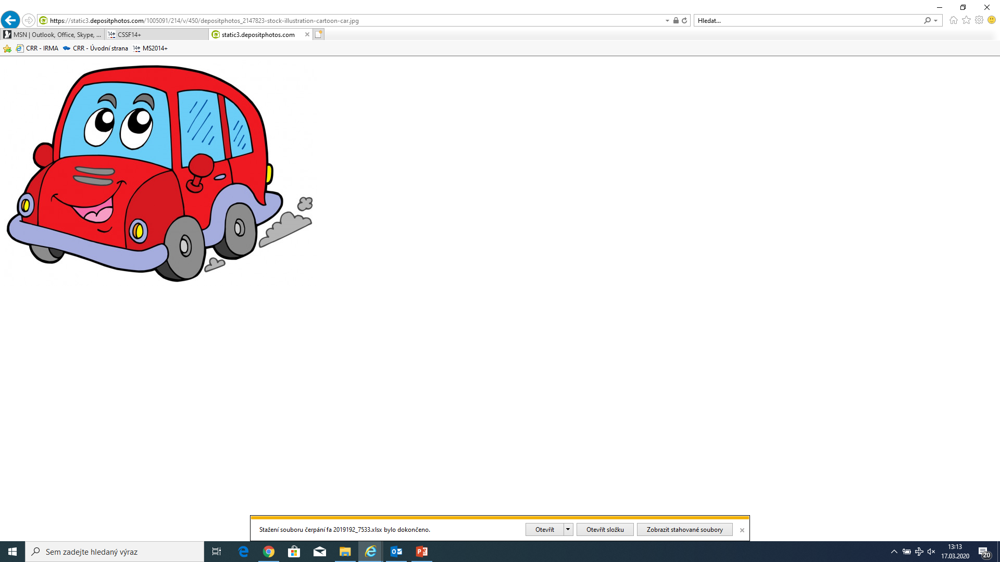 https://static3.depositphotos.com/1005091/214/v/450/depositphotos_2147823-stock-illustration-cartoon-car.jpg
Hledat...
MSN | Outlook, Office, Skype, ...
CSSF14+
static3.depositphotos.com
CRR - IRMA
CRR - Úvodní strana
14+ MS2014+
Stažení souboru čerpání fa 2019192_7533.xlsx bylo dokončeno.
Otevřít
Otevřít složku
Zobrazit stahované soubory
Sem zadejte hledaný výraz
13:13
17.03.2020
20